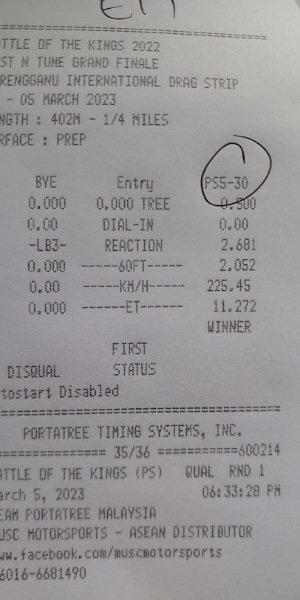 ETT
ATTLE OF THE KINGS 2022
ST N TUNE GRAND FINALE
RENGGANU INTERNATIONAL DRAG STRIP
- 05 MARCH 2023
NGTH : 402M - 1/4 MILES
RFACE : PREP
BYE Entry PS5-30
0.000 0.000 TREE 0.500
0.00 DIAL-IN 0.00
-LB3- REACTION 2.681
0.000 -----60FT----- 2.052
0.00 -----KM/H----- 225.45
0.000 ------ET------ 11.272
WINNER
FIRST
DISQUAL STATUS
tostart Disabled
PORTATREE TIMING SYSTEMS, INC.
=============== 35/36 ===========600214
ATTLE OF THE KINGS (PS) QUAL RND 1
arch 5, 2023 06:33:28 PM
EAM PORTATREE MALAYSIA
USC MOTORSPORTS - ASEAN DISTRIBUTOR
ww.facebook.com/muscmotorsports
6016-6681490